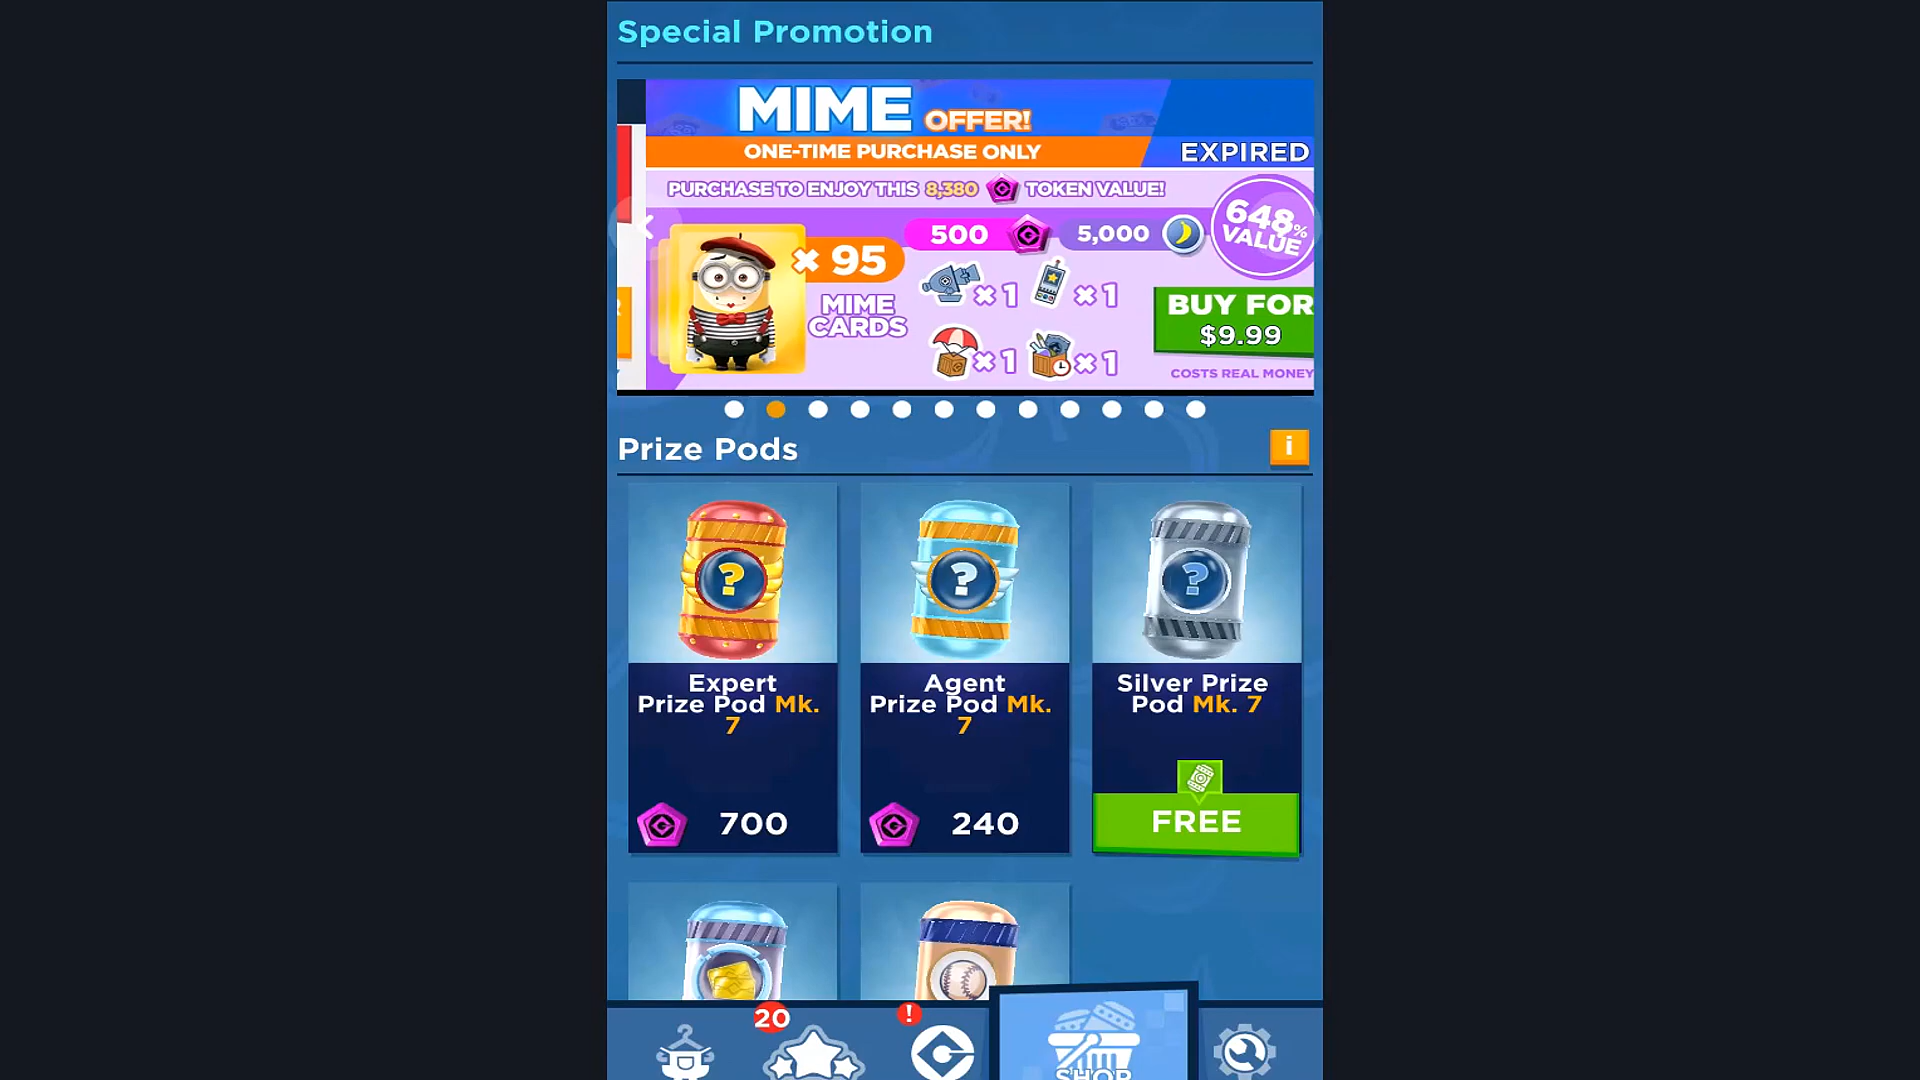 Special Promotion
MIME OFFER!
ONE-TIME PURCHASE ONLY
EXPIRED
PURCHASE TO ENJOY THIS 8,380 TOKEN VALUE!
648% VALUE
500
5,000
× 95
MIME
CARDS
× 1
× 1
× 1
× 1
BUY FOR
$9.99
COSTS REAL MONEY
Prize Pods
i
?
?
?
Expert
Prize Pod Mk.
7
Agent
Prize Pod Mk.
7
Silver Prize
Pod Mk. 7
700
240
FREE
20
!
SHOP